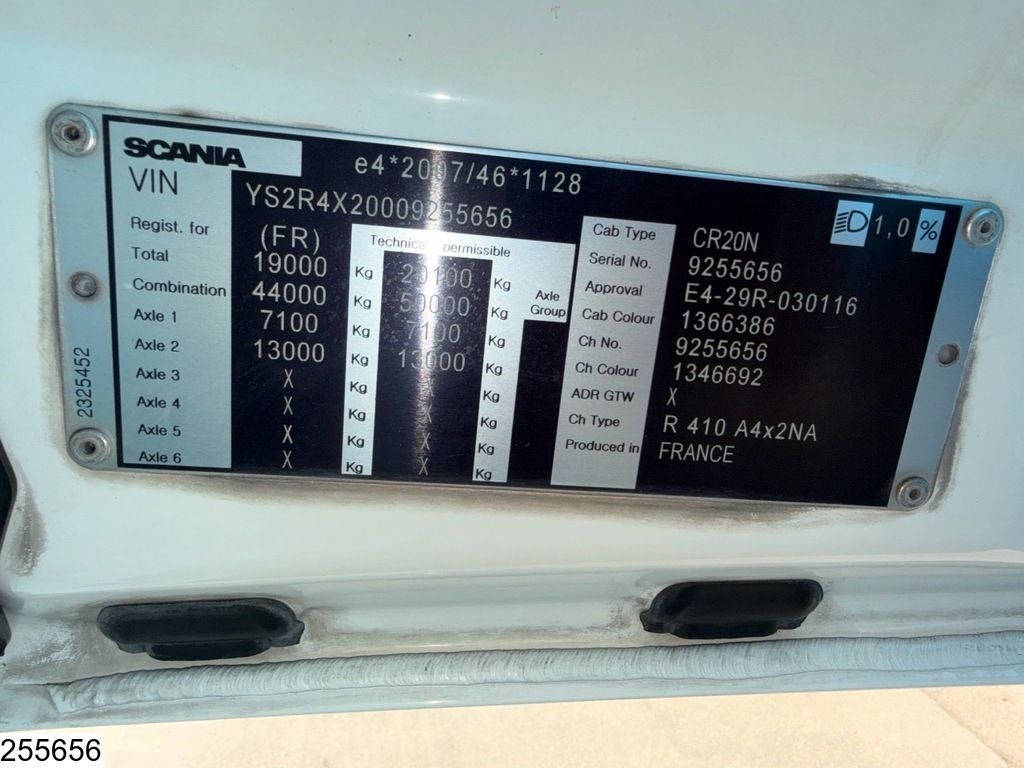 SCANIA
e4*2007/46*1128
VIN YS2R4X20009255656
1,0 %
Regist. for (FR) Technical permissible
Total 19000 Kg 20100 Kg
Combination 44000 Kg 50000 Kg
Axle Group
Axle 1 7100 Kg 7100 Kg
Axle 2 13000 Kg 13000 Kg
Axle 3 X Kg X Kg
Axle 4 X Kg X Kg
Axle 5 X Kg X Kg
Axle 6 X Kg X Kg
Cab Type CR20N
Serial No. 9255656
Approval E4-29R-030116
Cab Colour 1366386
Ch No. 9255656
Ch Colour 1346692
ADR GTW X
Ch Type R 410 A4x2NA
Produced in FRANCE
2325452
255656